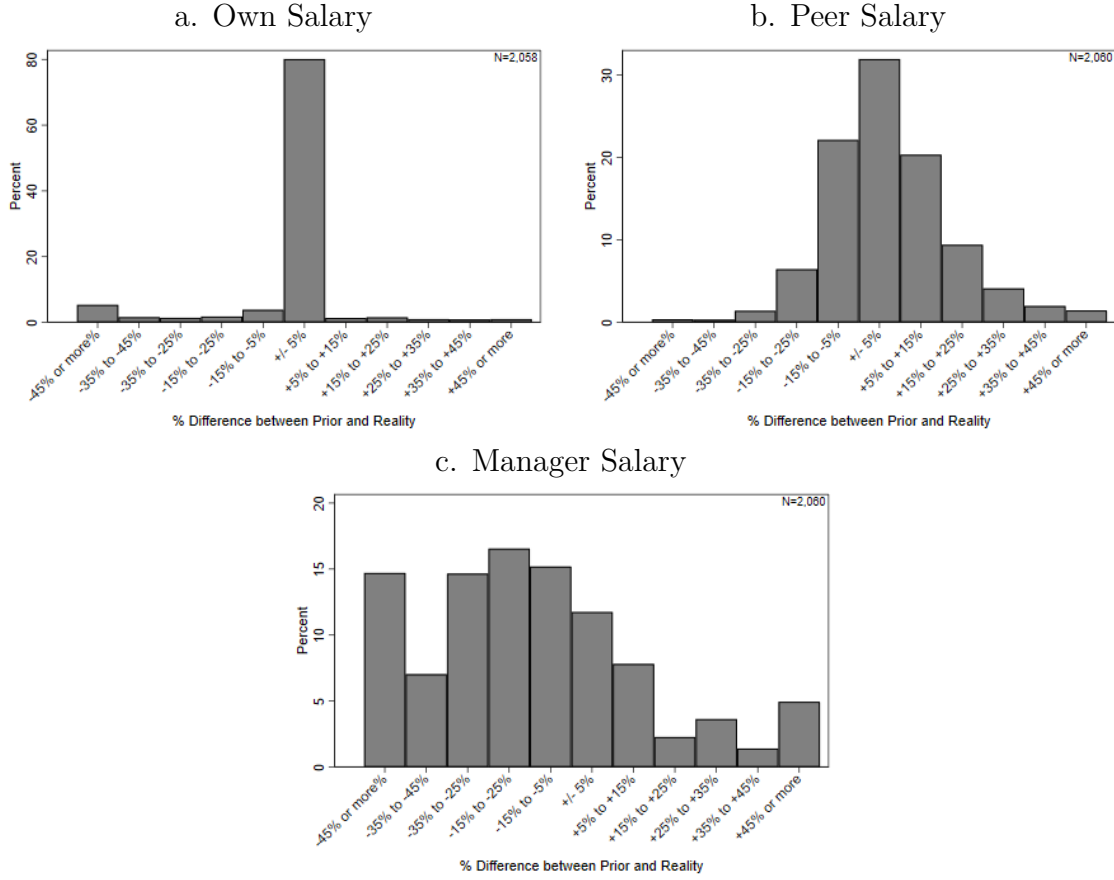 a. Own Salary
N=2,058
Percent
80
60
40
20
0
-45% or more%
-35% to -45%
-35% to -25%
-15% to -25%
-15% to -5%
+/- 5%
+5% to +15%
+15% to +25%
+25% to +35%
+35% to +45%
+45% or more
% Difference between Prior and Reality
b. Peer Salary
N=2,060
Percent
30
20
10
0
-45% or more%
-35% to -45%
-35% to -25%
-15% to -25%
-15% to -5%
+/- 5%
+5% to +15%
+15% to +25%
+25% to +35%
+35% to +45%
+45% or more
% Difference between Prior and Reality
c. Manager Salary
N=2,060
Percent
20
15
10
5
0
-45% or more%
-35% to -45%
-35% to -25%
-15% to -25%
-15% to -5%
+/- 5%
+5% to +15%
+15% to +25%
+25% to +35%
+35% to +45%
+45% or more
% Difference between Prior and Reality